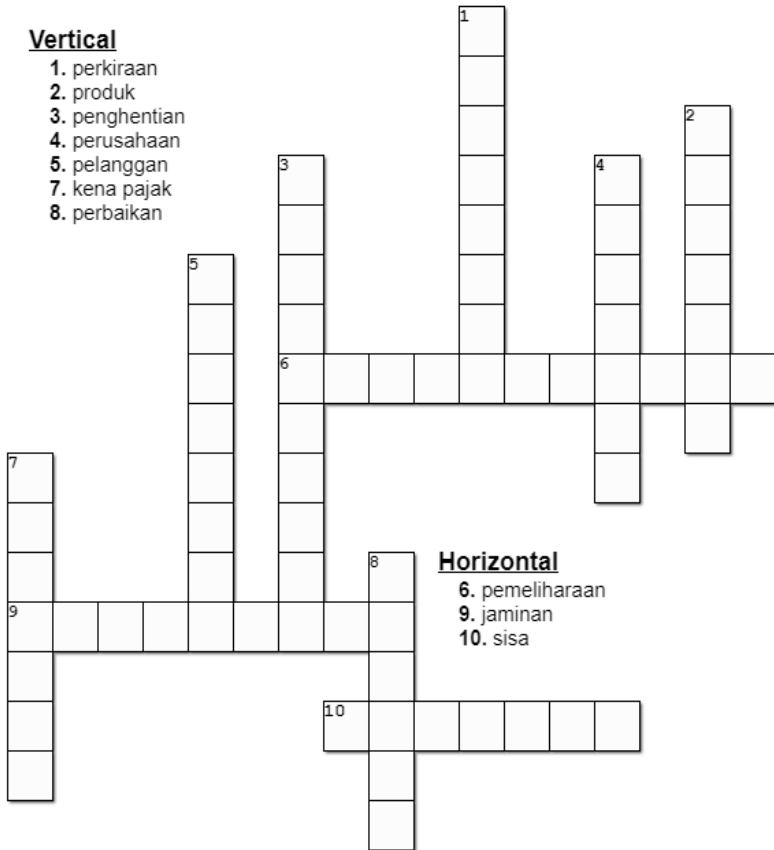 Vertical
1. perkiraan
2. produk
3. penghentian
4. perusahaan
5. pelanggan
7. kena pajak
8. perbaikan
1
2
3
4
5
6
7
8
Horizontal
6. pemeliharaan
9. jaminan
10. sisa
9
10